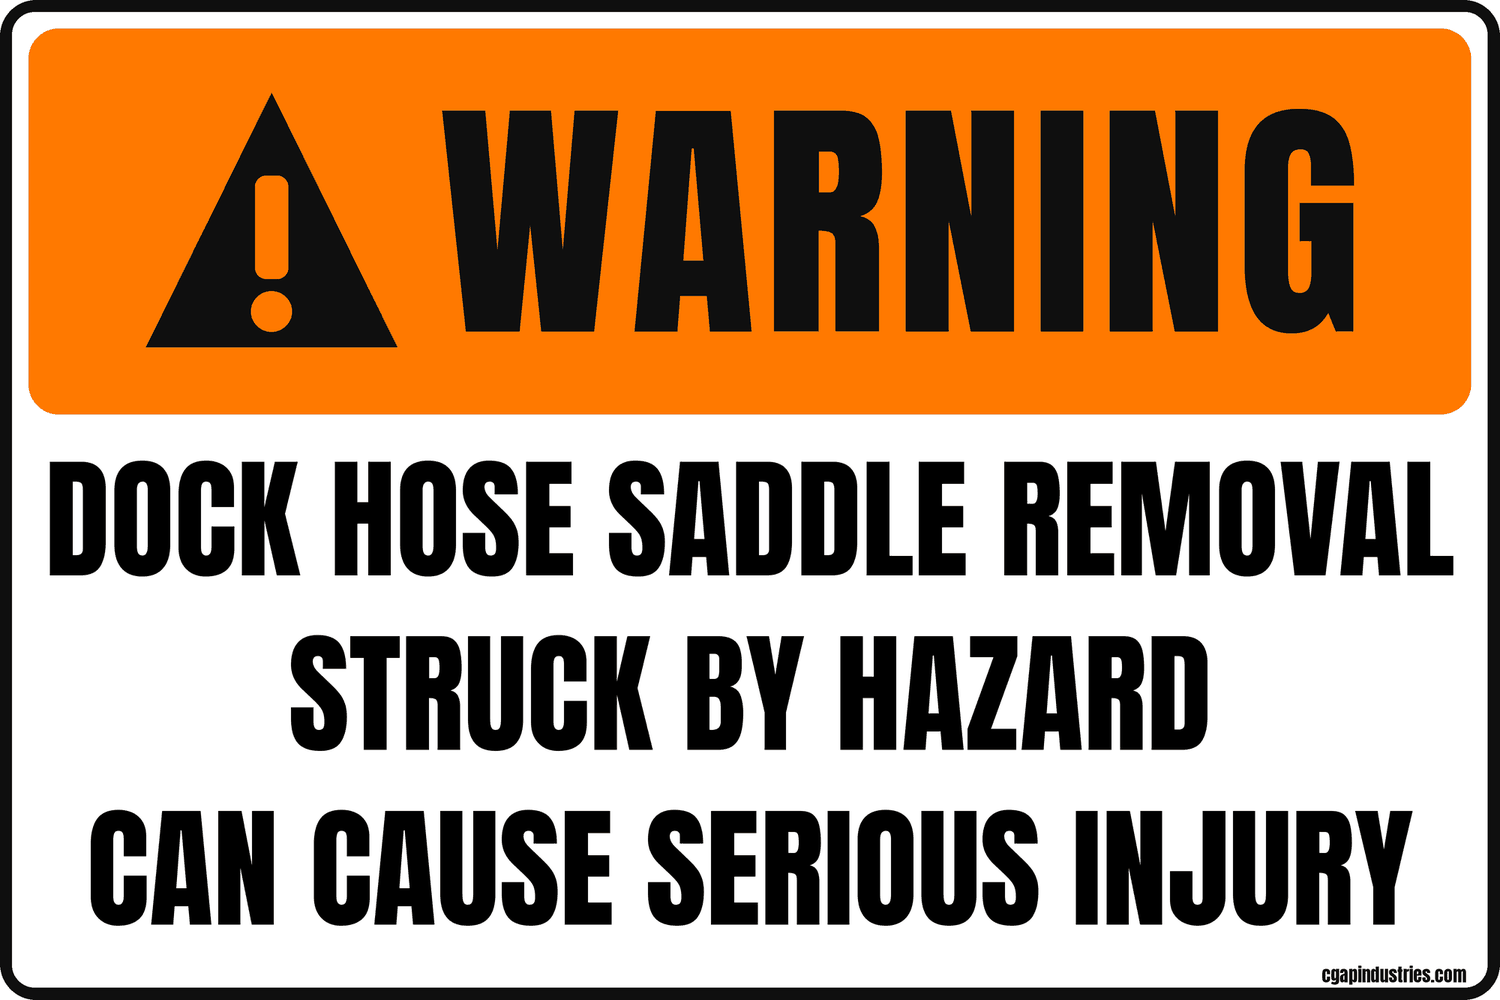 WARNING
DOCK HOSE SADDLE REMOVAL
STRUCK BY HAZARD
CAN CAUSE SERIOUS INJURY
cgapindustries.com